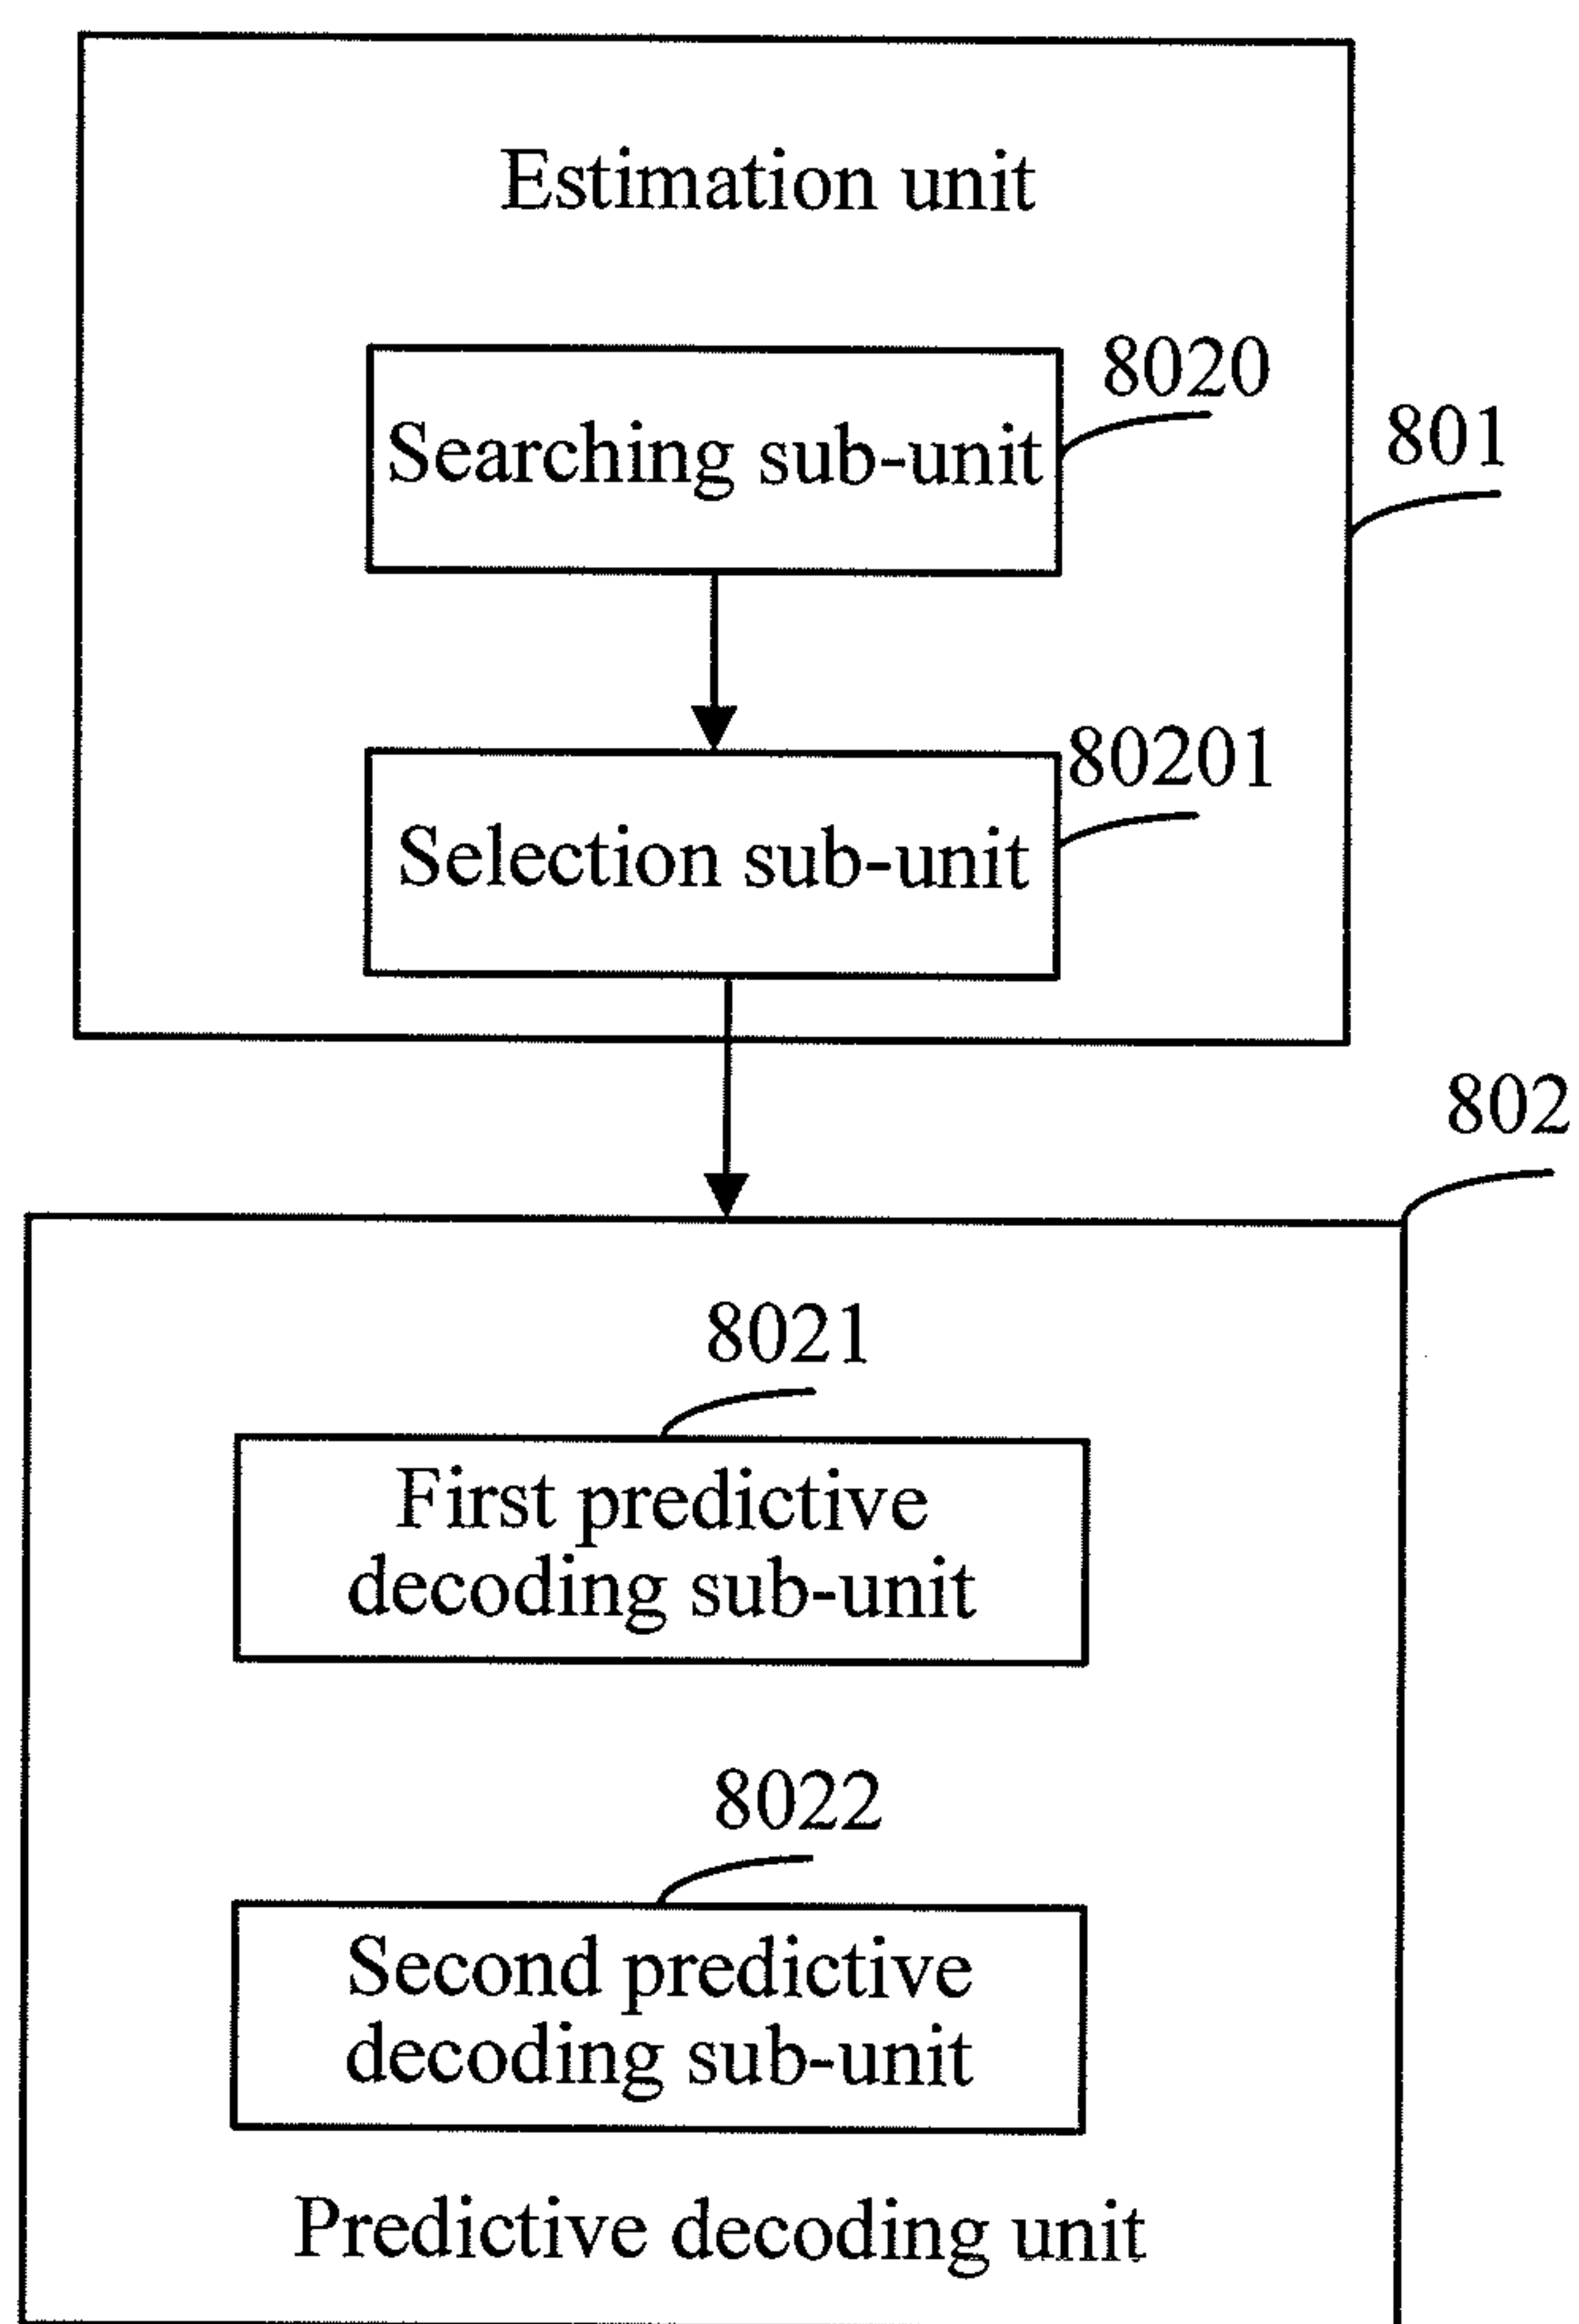 Estimation unit
8020
Searching sub-unit
801
80201
Selection sub-unit
802
8021
First predictive
decoding sub-unit
8022
Second predictive
decoding sub-unit
Predictive decoding unit